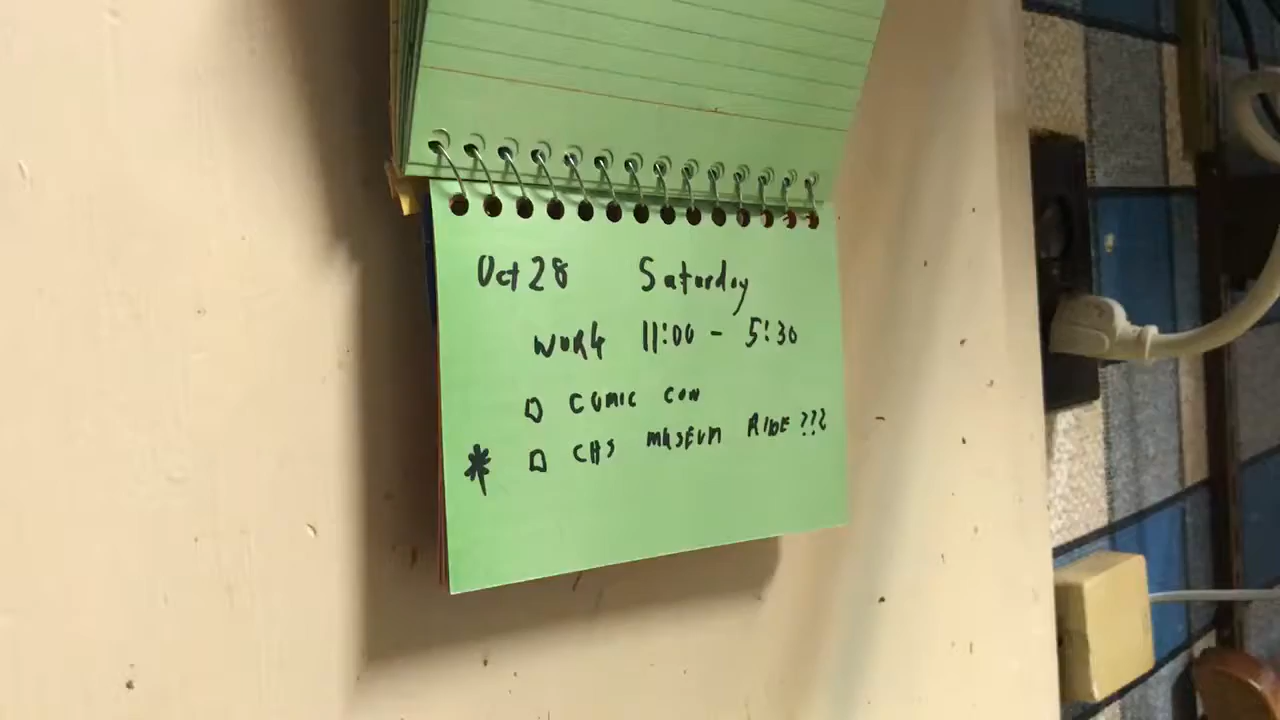 Oct 28 Saturday
WORK 11:00 - 5:30
COMIC CON
* CHS MUSEUM RIDE ???